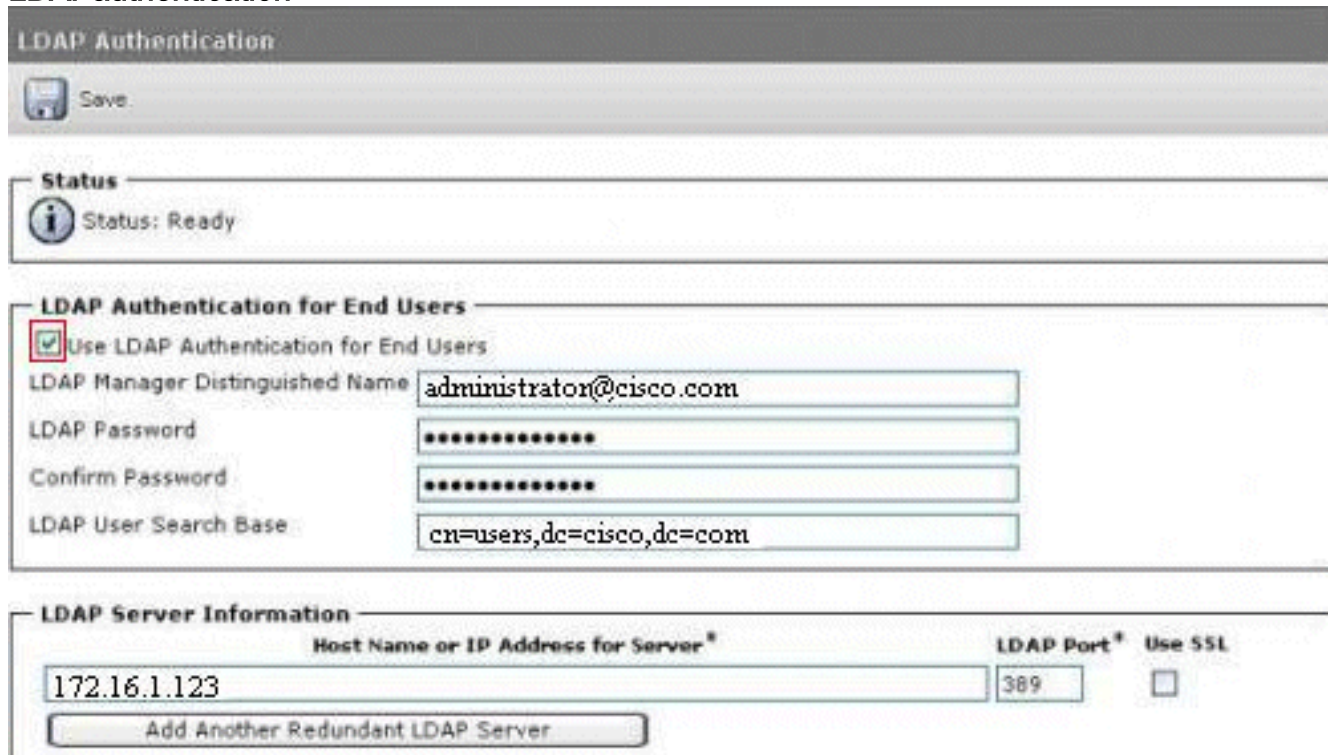 LDAP Authentication
Save
Status
Status: Ready
LDAP Authentication for End Users
Use LDAP Authentication for End Users
LDAP Manager Distinguished Name administrator@cisco.com
LDAP Password •••••••••••••
Confirm Password •••••••••••••
LDAP User Search Base cn=users,dc=cisco,dc=com
LDAP Server Information
Host Name or IP Address for Server* LDAP Port* Use SSL
172.16.1.123 389
Add Another Redundant LDAP Server